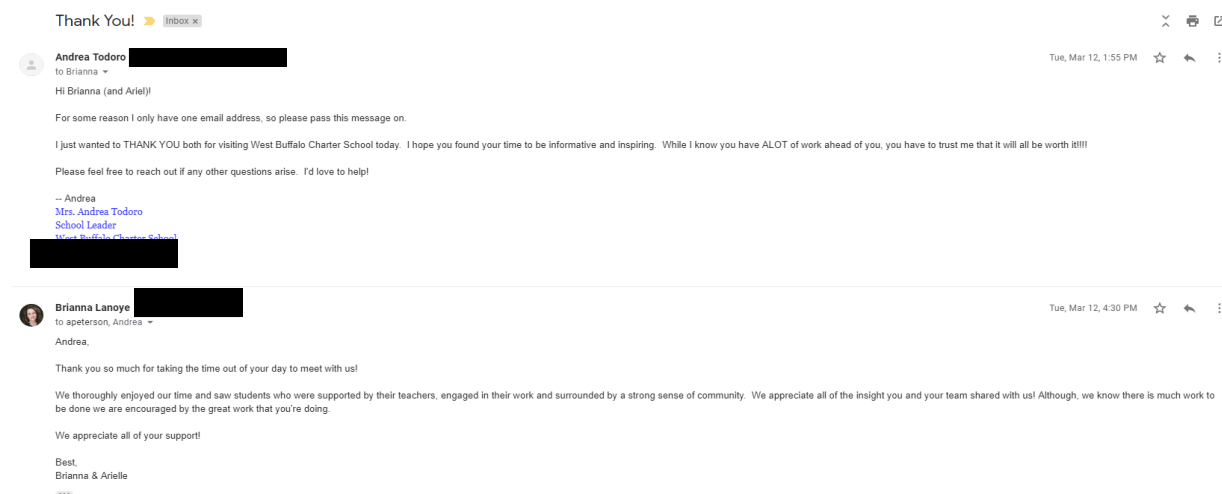 Thank You! Inbox x
Andrea Todoro Tue, Mar 12, 1:55 PM
to Brianna
Hi Brianna (and Ariel)!
For some reason I only have one email address, so please pass this message on.
I just wanted to THANK YOU both for visiting West Buffalo Charter School today. I hope you found your time to be informative and inspiring. While I know you have ALOT of work ahead of you, you have to trust me that it will all be worth it!!!!
Please feel free to reach out if any other questions arise. I'd love to help!
-- Andrea
Mrs. Andrea Todoro
School Leader
West Buffalo Charter School
Brianna Lanoye Tue, Mar 12, 4:30 PM
to apeterson, Andrea
Andrea,
Thank you so much for taking the time out of your day to meet with us!
We thoroughly enjoyed our time and saw students who were supported by their teachers, engaged in their work and surrounded by a strong sense of community. We appreciate all of the insight you and your team shared with us! Although, we know there is much work to
be done we are encouraged by the great work that you're doing.
We appreciate all of your support!
Best,
Brianna & Arielle